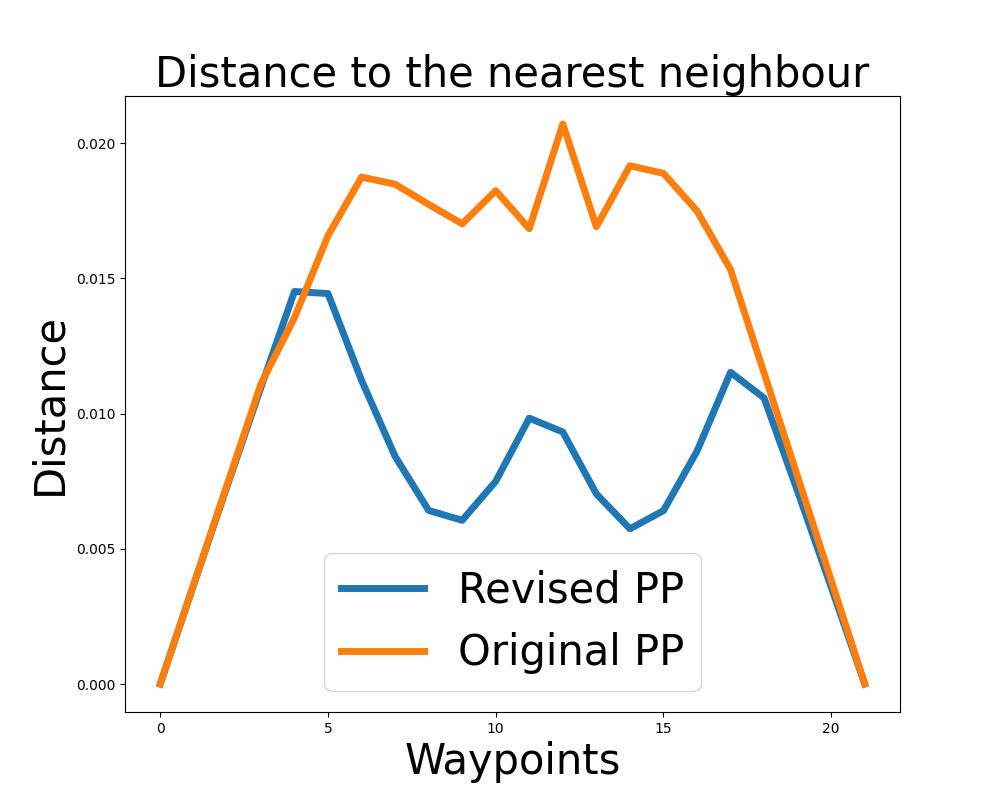 Distance to the nearest neighbour
0.020
0.015
0.010
0.005
0.000
Distance
Revised PP
Original PP
0 5 10 15 20
Waypoints